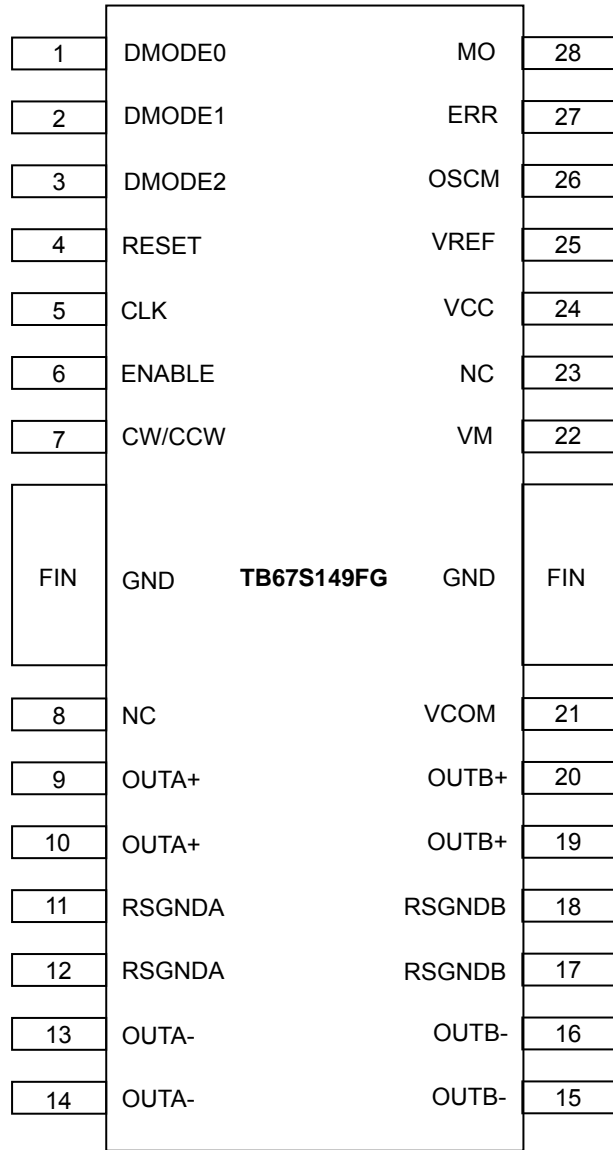 1 DMODE0 MO 28
2 DMODE1 ERR 27
3 DMODE2 OSCM 26
4 RESET VREF 25
5 CLK VCC 24
6 ENABLE NC 23
7 CW/CCW VM 22
FIN GND TB67S149FG GND FIN
8 NC VCOM 21
9 OUTA+ OUTB+ 20
10 OUTA+ OUTB+ 19
11 RSGNDA RSGNDB 18
12 RSGNDA RSGNDB 17
13 OUTA- OUTB- 16
14 OUTA- OUTB- 15